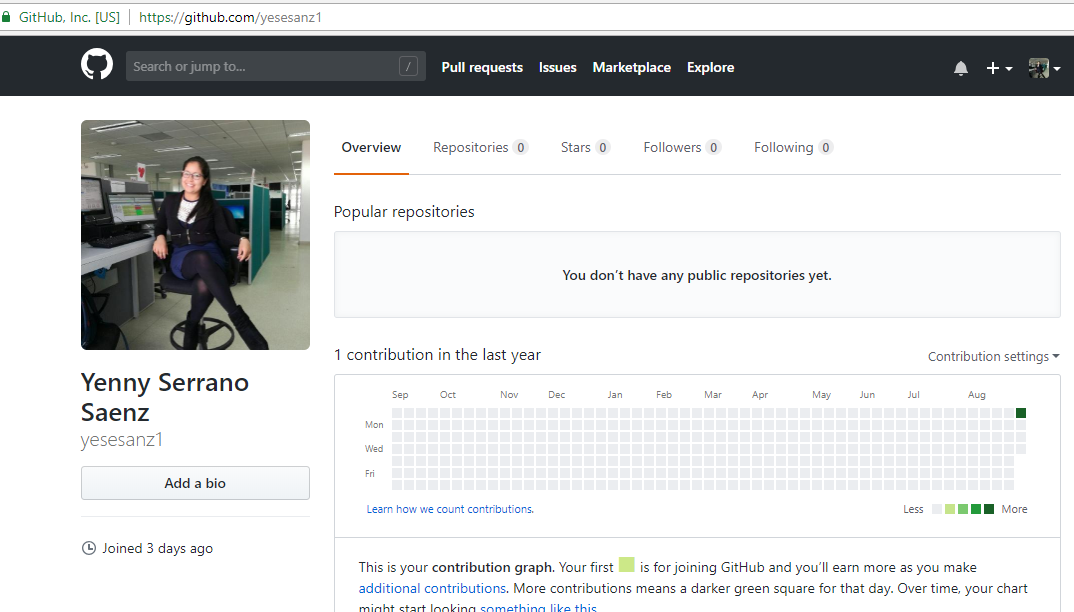 GitHub, Inc. [US] https://github.com/yesesanz1
Search or jump to... /
Pull requests Issues Marketplace Explore
Overview Repositories 0 Stars 0 Followers 0 Following 0
Popular repositories
You don’t have any public repositories yet.
Yenny Serrano
Saenz
yesesanz1
Add a bio
Joined 3 days ago
1 contribution in the last year
Contribution settings
Sep Oct Nov Dec Jan Feb Mar Apr May Jun Jul Aug
Mon
Wed
Fri
Learn how we count contributions.
Less More
This is your contribution graph. Your first is for joining GitHub and you’ll earn more as you make
additional contributions. More contributions means a darker green square for that day. Over time, your chart
might start looking something like this.